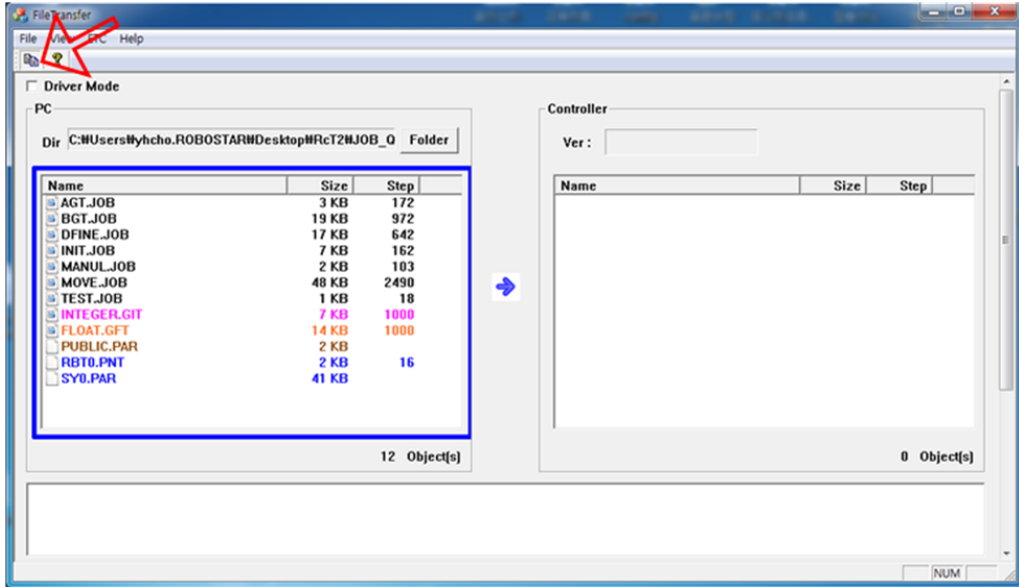 FileTransfer
File View ETC Help
Driver Mode
PC
Dir C:₩Users₩yhcho.ROBOSTAR₩Desktop₩RcT2₩JOB_Q Folder
Name Size Step
AGT.JOB 3 KB 172
BGT.JOB 19 KB 972
DFINE.JOB 17 KB 642
INIT.JOB 7 KB 162
MANUL.JOB 2 KB 103
MOVE.JOB 48 KB 2490
TEST.JOB 1 KB 18
INTEGER.GIT 7 KB 1000
FLOAT.GFT 14 KB 1000
PUBLIC.PAR 2 KB
RBT0.PNT 2 KB 16
SY0.PAR 41 KB
12 Object(s)
Controller
Ver :
Name Size Step
0 Object(s)
NUM